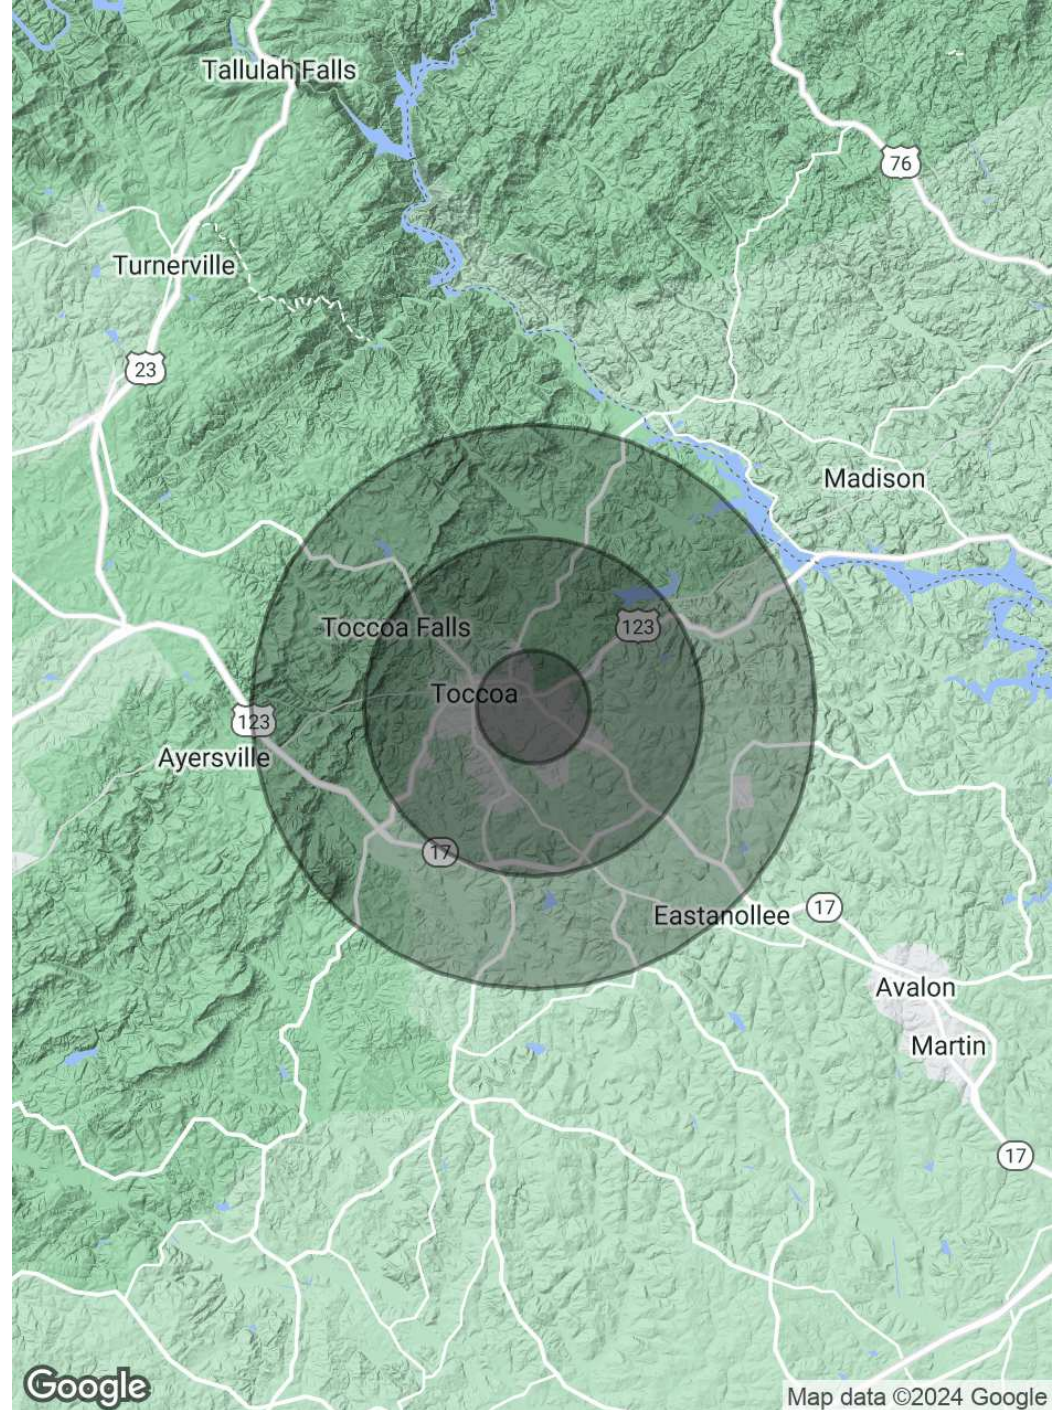 Tallulah Falls
76
Turnerville
23
Madison
Toccoa Falls
123
Toccoa
123
Ayersville
17
Eastanollee
17
Avalon
Martin
17
Google
Map data ©2024 Google